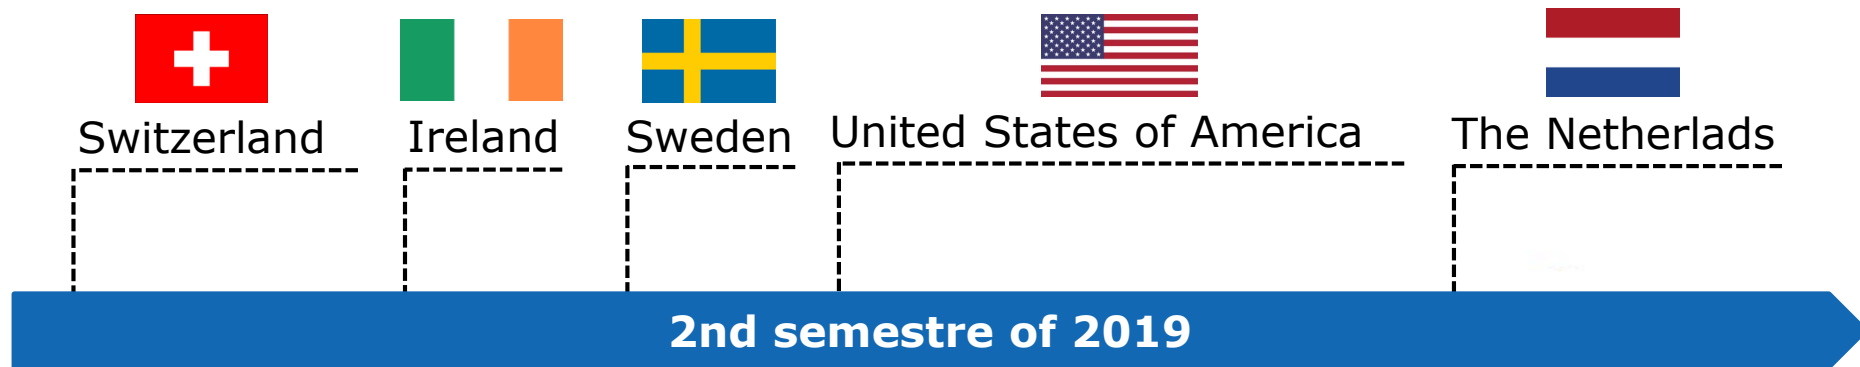 Switzerland
Ireland
Sweden
United States of America
The Netherlads
2nd semestre of 2019